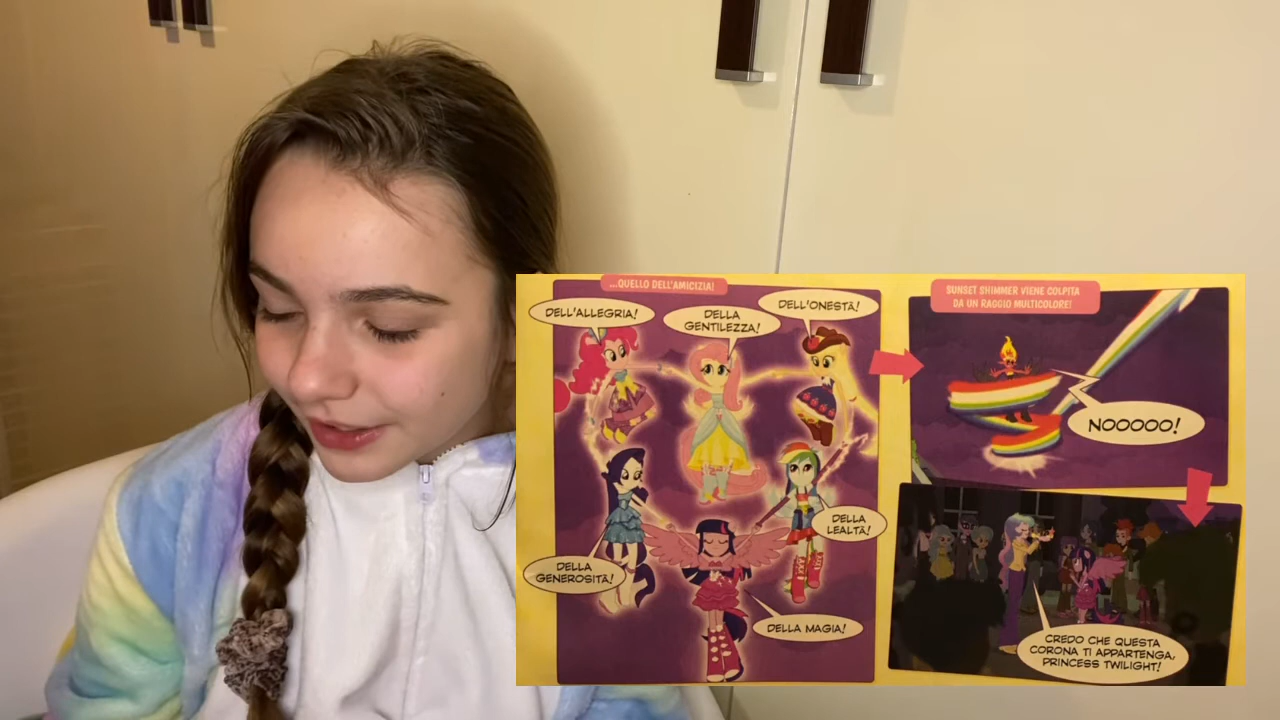 ...QUELLO DELL'AMICIZIA!
DELL'ALLEGRIA!
DELLA
GENTILEZZA!
DELL'ONESTÀ!
DELLA
LEALTÀ!
DELLA
GENEROSITÀ!
DELLA MAGIA!
SUNSET SHIMMER VIENE COLPITA
DA UN RAGGIO MULTICOLORE!
NOOOOO!
CREDO CHE QUESTA
CORONA TI APPARTENGA,
PRINCESS TWILIGHT!